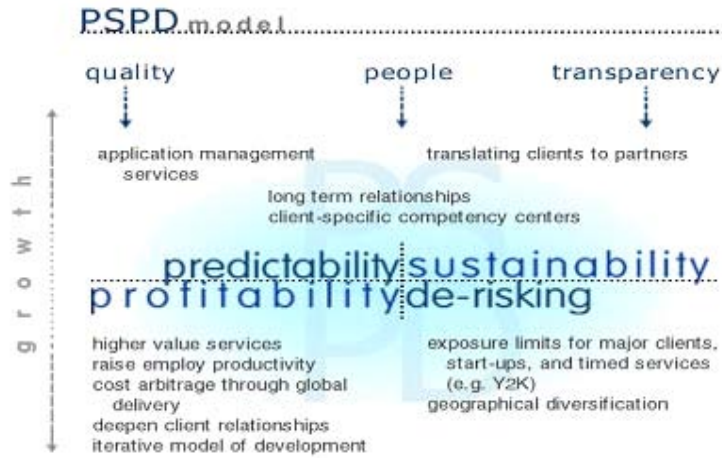 PSPD model
quality people transparency
growth
application management
services
translating clients to partners
long term relationships
client-specific competency centers
predictability sustainability
profitability de-risking
higher value services
raise employ productivity
cost arbitrage through global
delivery
deepen client relationships
iterative model of development
exposure limits for major clients,
start-ups, and timed services
(e.g. Y2K)
geographical diversification
PS
PD